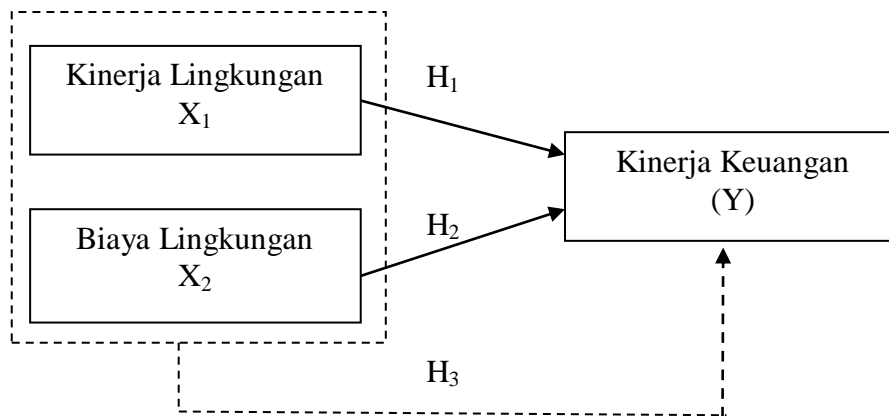 Kinerja Lingkungan
X₁
H₁
Kinerja Keuangan
(Y)
Biaya Lingkungan
X₂
H₂
H₃